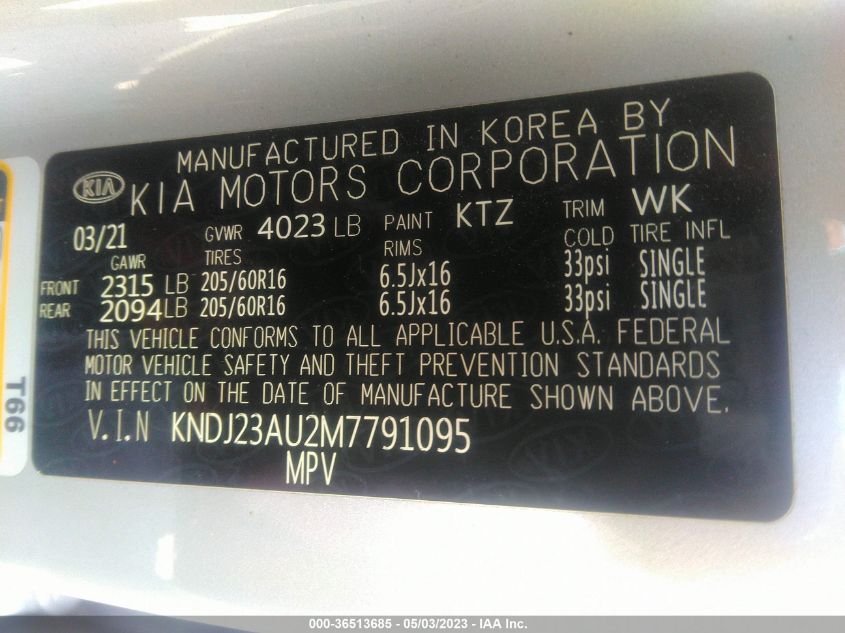 MANUFACTURED IN KOREA BY
KIA KIA MOTORS CORPORATION
03/21 GVWR 4023 LB PAINT KTZ TRIM WK
GAWR TIRES RIMS COLD TIRE INFL
FRONT 2315 LB 205/60R16 6.5Jx16 33psi SINGLE
REAR 2094 LB 205/60R16 6.5Jx16 33psi SINGLE
THIS VEHICLE CONFORMS TO ALL APPLICABLE U.S.A. FEDERAL
MOTOR VEHICLE SAFETY AND THEFT PREVENTION STANDARDS
IN EFFECT ON THE DATE OF MANUFACTURE SHOWN ABOVE.
V.I.N KNDJ23AU2M7791095
MPV
T66
000-36513685 - 05/03/2023 - IAA Inc.